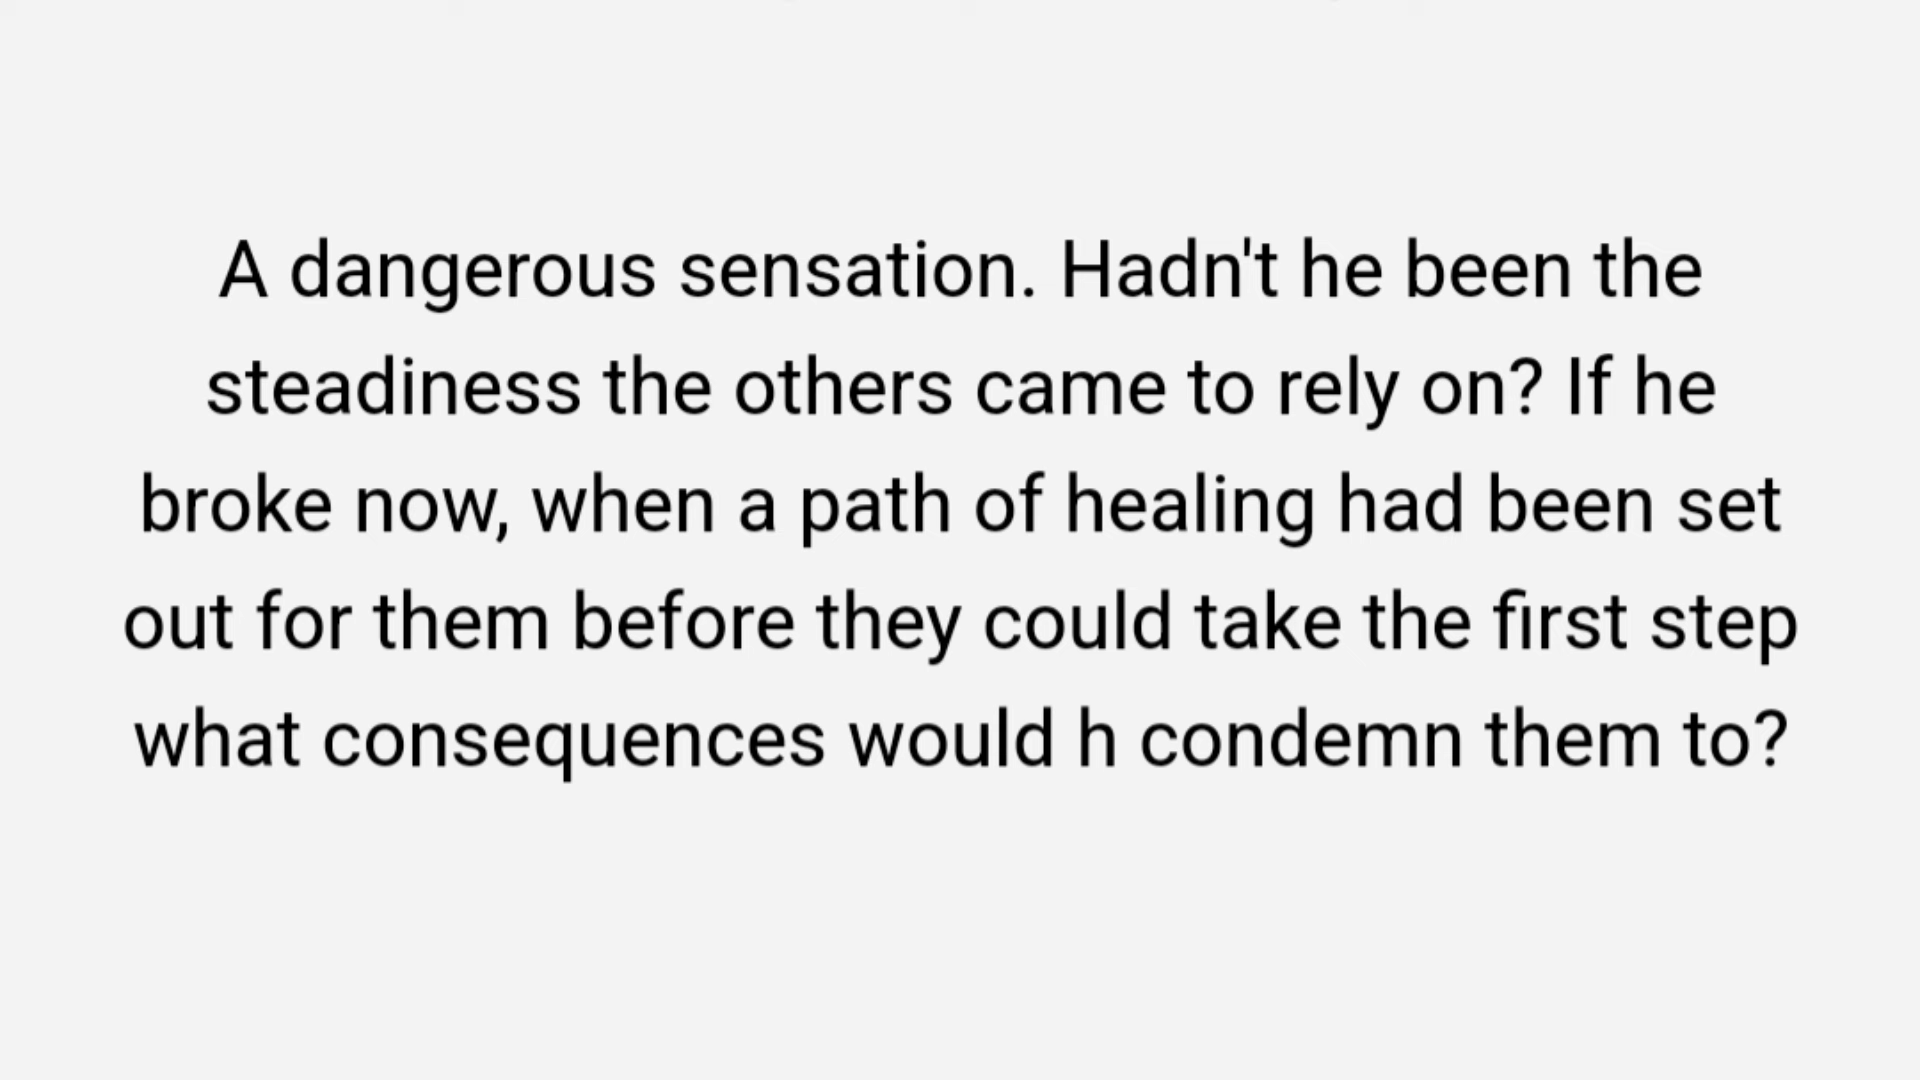 A dangerous sensation. Hadn't he been the
steadiness the others came to rely on? If he
broke now, when a path of healing had been set
out for them before they could take the first step
what consequences would h condemn them to?